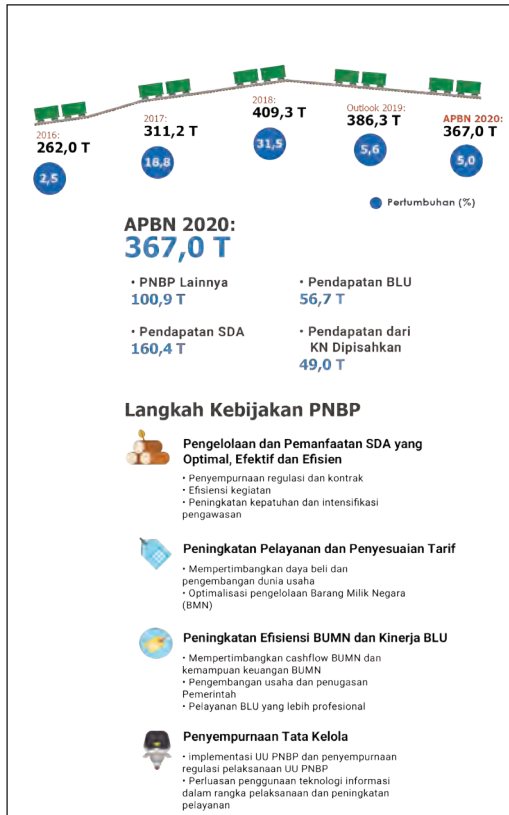 2016:
262,0 T
2,5
2017:
311,2 T
18,8
2018:
409,3 T
31,5
Outlook 2019:
386,3 T
5,6
APBN 2020:
367,0 T
5,0
Pertumbuhan (%)
APBN 2020:
367,0 T
• PNBP Lainnya
100,9 T
• Pendapatan BLU
56,7 T
• Pendapatan SDA
160,4 T
• Pendapatan dari
KN Dipisahkan
49,0 T
Langkah Kebijakan PNBP
Pengelolaan dan Pemanfaatan SDA yang
Optimal, Efektif dan Efisien
• Penyempurnaan regulasi dan kontrak
• Efisiensi kegiatan
• Peningkatan kepatuhan dan intensifikasi
pengawasan
Peningkatan Pelayanan dan Penyesuaian Tarif
• Mempertimbangkan daya beli dan
pengembangan dunia usaha
• Optimalisasi pengelolaan Barang Milik Negara
(BMN)
Peningkatan Efisiensi BUMN dan Kinerja BLU
• Mempertimbangkan cashflow BUMN dan
kemampuan keuangan BUMN
• Pengembangan usaha dan penugasan
Pemerintah
• Pelayanan BLU yang lebih profesional
Penyempurnaan Tata Kelola
• implementasi UU PNBP dan penyempurnaan
regulasi pelaksanaan UU PNBP
• Perluasan penggunaan teknologi informasi
dalam rangka pelaksanaan dan peningkatan
pelayanan